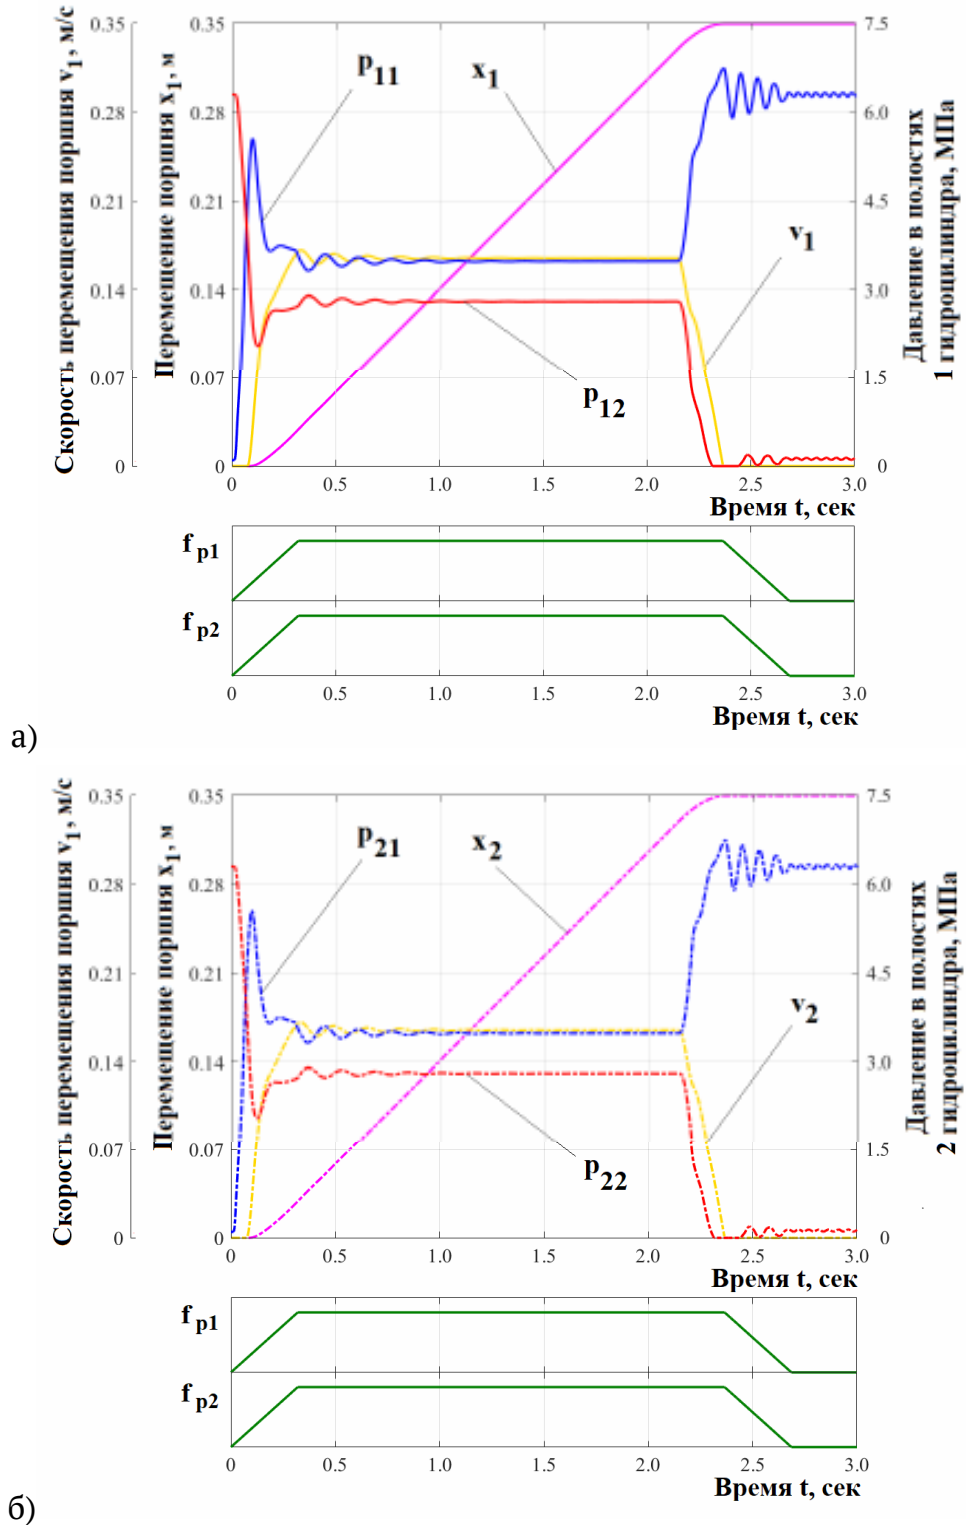 Скорость перемещения поршня v1, м/с
Перемещение поршня x1, м
Давление в полостях
1 гидроцилиндра, МПа
0.35 0.35 7.5
0.28 0.28 6.0
0.21 0.21 4.5
0.14 0.14 3.0
0.07 0.07 1.5
0 0 0
p11
x1
v1
p12
0 0.5 1.0 1.5 2.0 2.5 3.0
Время t, сек
f p1
f p2
0 0.5 1.0 1.5 2.0 2.5 3.0
Время t, сек
а)
Скорость перемещения поршня v1, м/с
Перемещение поршня x1, м
Давление в полостях
2 гидроцилиндра, МПа
0.35 0.35 7.5
0.28 0.28 6.0
0.21 0.21 4.5
0.14 0.14 3.0
0.07 0.07 1.5
0 0 0
p21
x2
v2
p22
0 0.5 1.0 1.5 2.0 2.5 3.0
Время t, сек
f p1
f p2
0 0.5 1.0 1.5 2.0 2.5 3.0
Время t, сек
б)